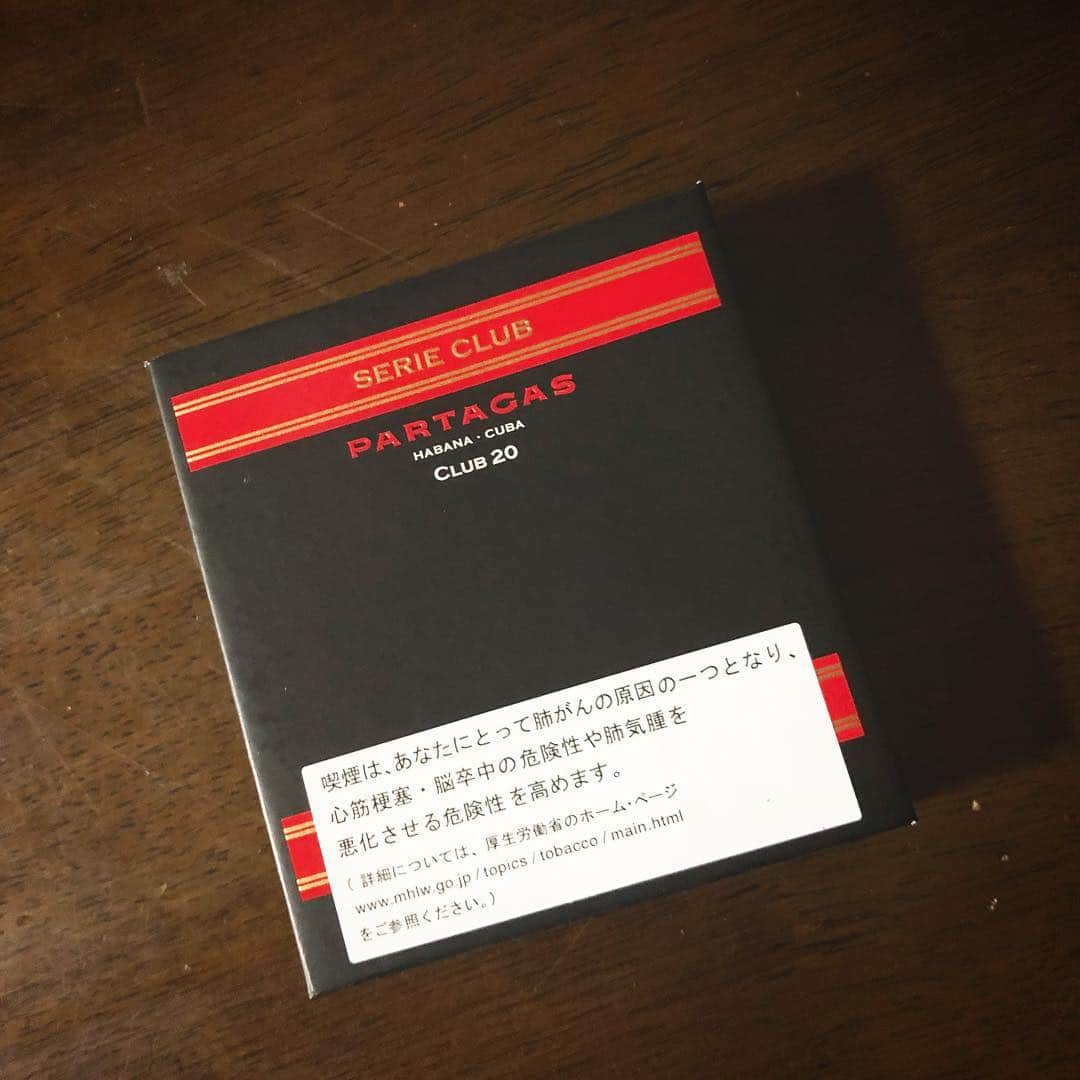 SERIE CLUB
PARTAGAS
HABANA · CUBA
CLUB 20
喫煙は、あなたにとって肺がんの原因の一つとなり、
心筋梗塞・脳卒中の危険性や肺気腫を
悪化させる危険性を高めます。
( 詳細については、厚生労働省のホーム・ページ
www.mhlw.go.jp / topics / tobacco / main.html
をご参照ください。)